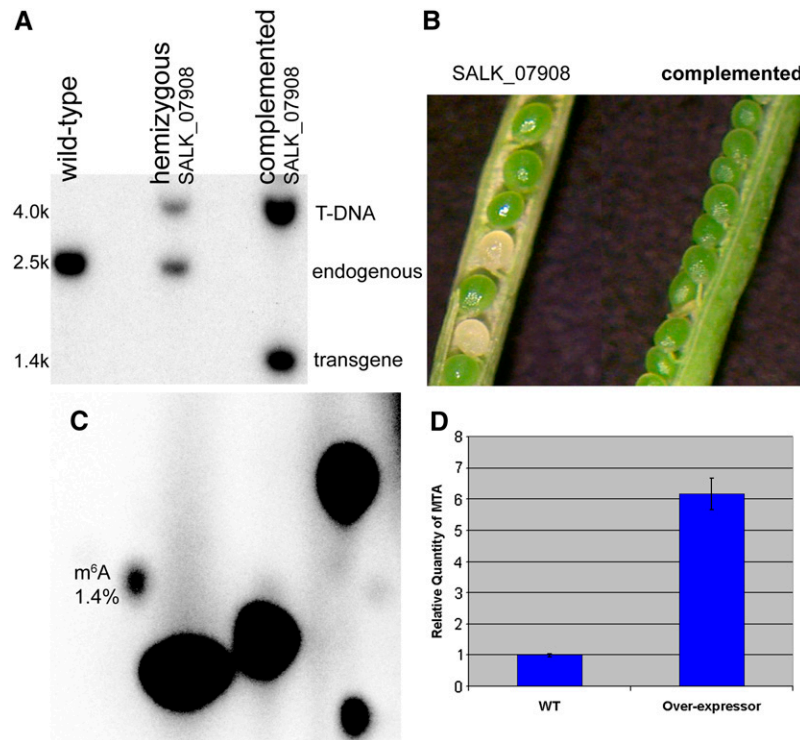 A
wild-type
hemizygous
SALK_07908
complemented
SALK_07908
4.0k
T-DNA
2.5k
endogenous
1.4k
transgene
B
SALK_07908
complemented
C
m⁶A
1.4%
D
Relative Quantity of MTA
8
7
6
5
4
3
2
1
0
WT
Over-expressor